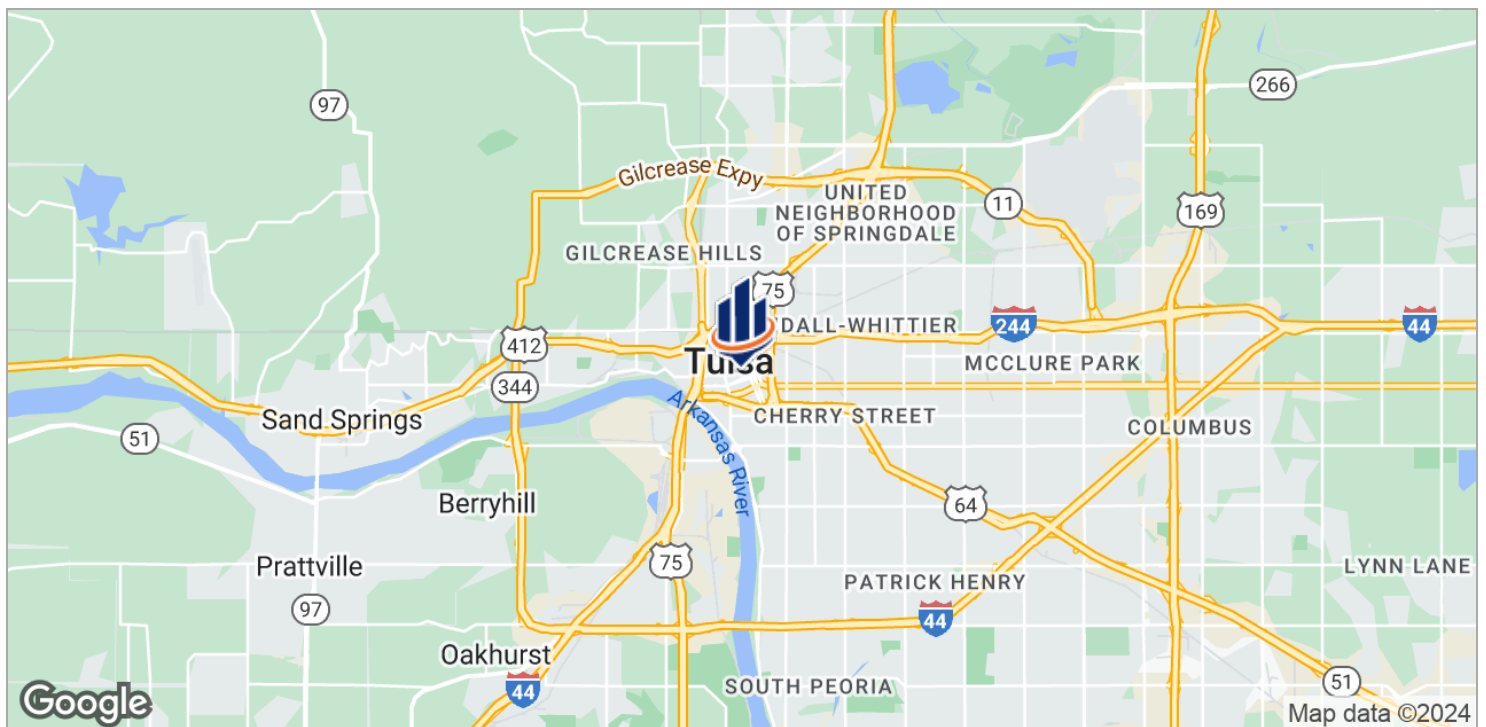 266
97
Gilcrease Expy
UNITED
NEIGHBORHOOD
OF SPRINGDALE
11
169
GILCREASE HILLS
75
DALL-WHITTIER
244
44
412
Tulsa
MCCLURE PARK
344
Sand Springs
Arkansas River
CHERRY STREET
COLUMBUS
51
Berryhill
64
Prattville
75
PATRICK HENRY
LYNN LANE
97
44
Oakhurst
44
SOUTH PEORIA
51
Google
Map data ©2024